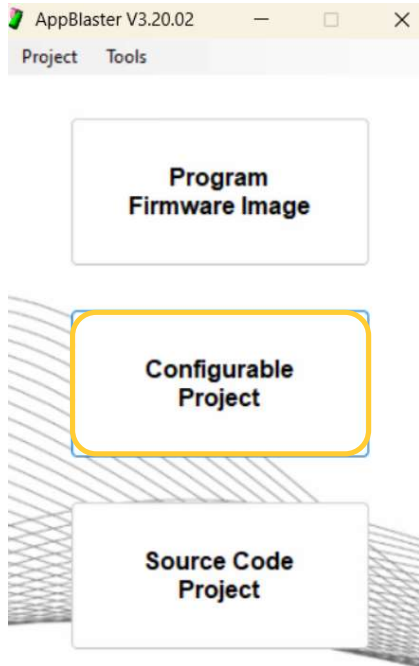 AppBlaster V3.20.02
Project Tools
Program
Firmware Image
Configurable
Project
Source Code
Project